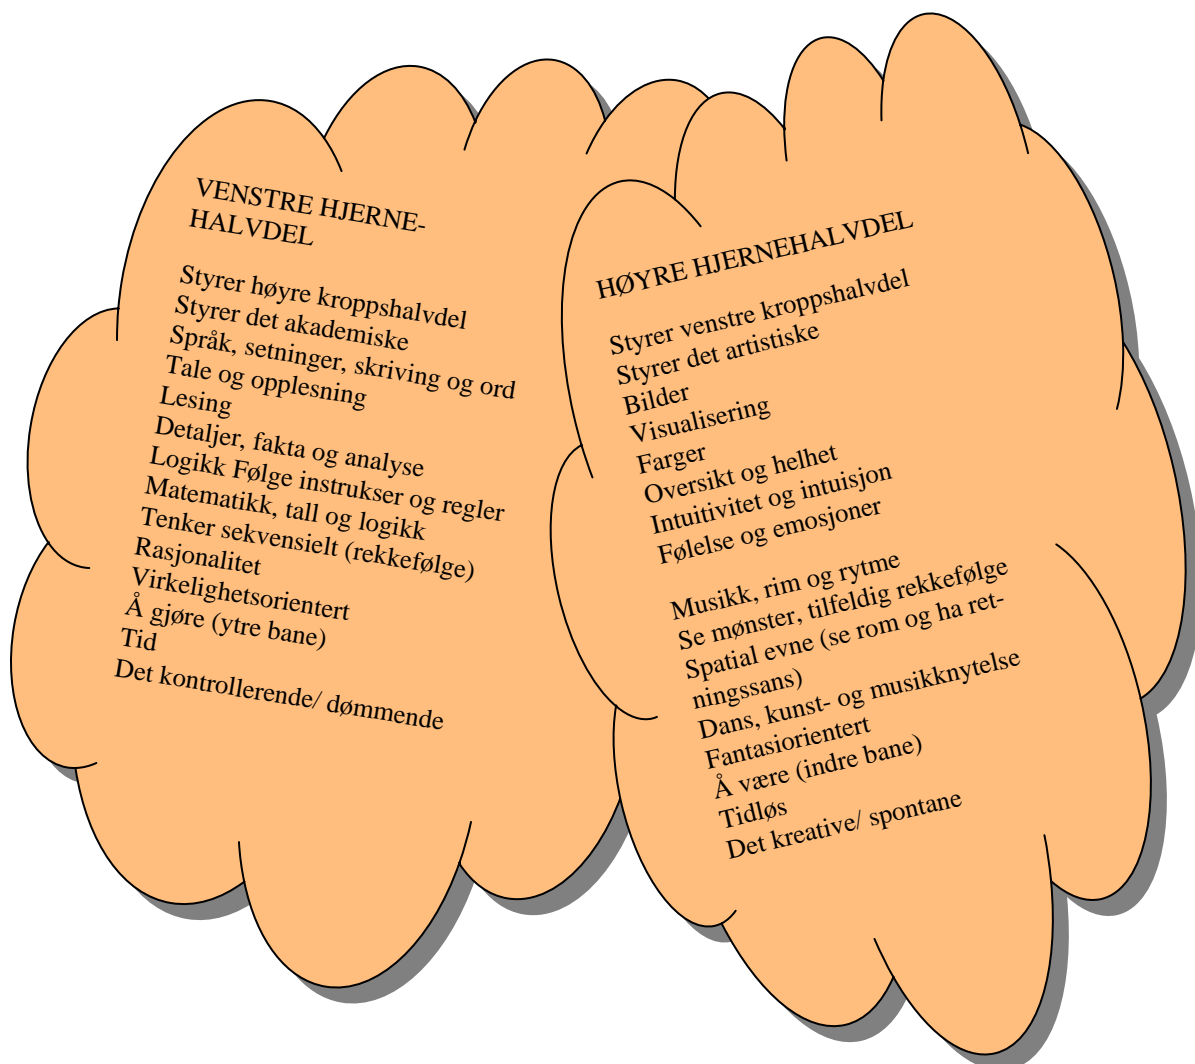 VENSTRE HJERNE-
HALVDEL
Styrer høyre kroppshalvdel
Styrer det akademiske
Språk, setninger, skriving og ord
Tale og opplesning
Lesing
Detaljer, fakta og analyse
Logikk Følge instrukser og regler
Matematikk, tall og logikk
Tenker sekvensielt (rekkefølge)
Rasjonalitet
Virkelighetsorientert
Å gjøre (ytre bane)
Tid
Det kontrollerende/ dømmende
HØYRE HJERNEHALVDEL
Styrer venstre kroppshalvdel
Styrer det artistiske
Bilder
Visualisering
Farger
Oversikt og helhet
Intuitivitet og intuisjon
Følelse og emosjoner
Musikk, rim og rytme
Se mønster, tilfeldig rekkefølge
Spatial evne (se rom og ha ret-
ningssans)
Dans, kunst- og musikknytelse
Fantasiorientert
Å være (indre bane)
Tidløs
Det kreative/ spontane